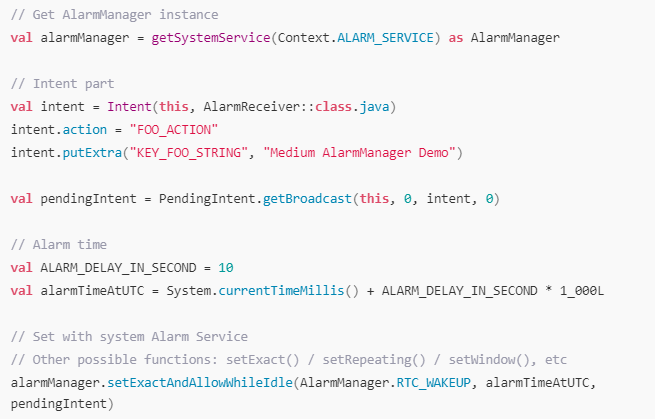 // Get AlarmManager instance
val alarmManager = getSystemService(Context.ALARM_SERVICE) as AlarmManager
// Intent part
val intent = Intent(this, AlarmReceiver::class.java)
intent.action = "FOO_ACTION"
intent.putExtra("KEY_FOO_STRING", "Medium AlarmManager Demo")
val pendingIntent = PendingIntent.getBroadcast(this, 0, intent, 0)
// Alarm time
val ALARM_DELAY_IN_SECOND = 10
val alarmTimeAtUTC = System.currentTimeMillis() + ALARM_DELAY_IN_SECOND * 1_000L
// Set with system Alarm Service
// Other possible functions: setExact() / setRepeating() / setWindow(), etc
alarmManager.setExactAndAllowWhileIdle(AlarmManager.RTC_WAKEUP, alarmTimeAtUTC,
pendingIntent)